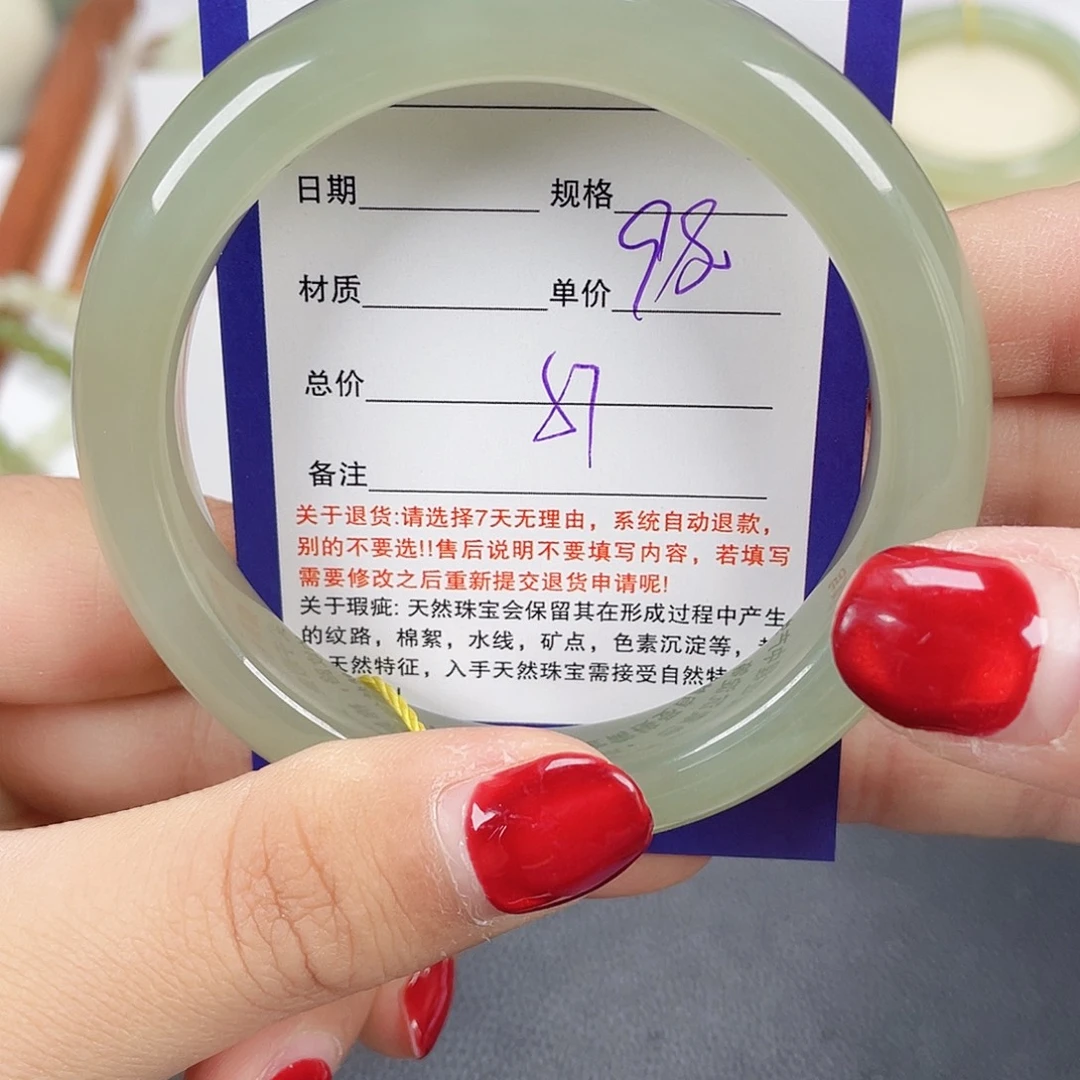 日期 规格
98
材质 单价
总价 87
备注
关于退货:请选择7天无理由，系统自动退款，
别的不要选!!售后说明不要填写内容，若填写
需要修改之后重新提交退货申请呢!
关于瑕疵: 天然珠宝会保留其在形成过程中产生
的纹路，棉絮，水线，矿点，色素沉淀等，
天然特征，入手天然珠宝需接受自然特